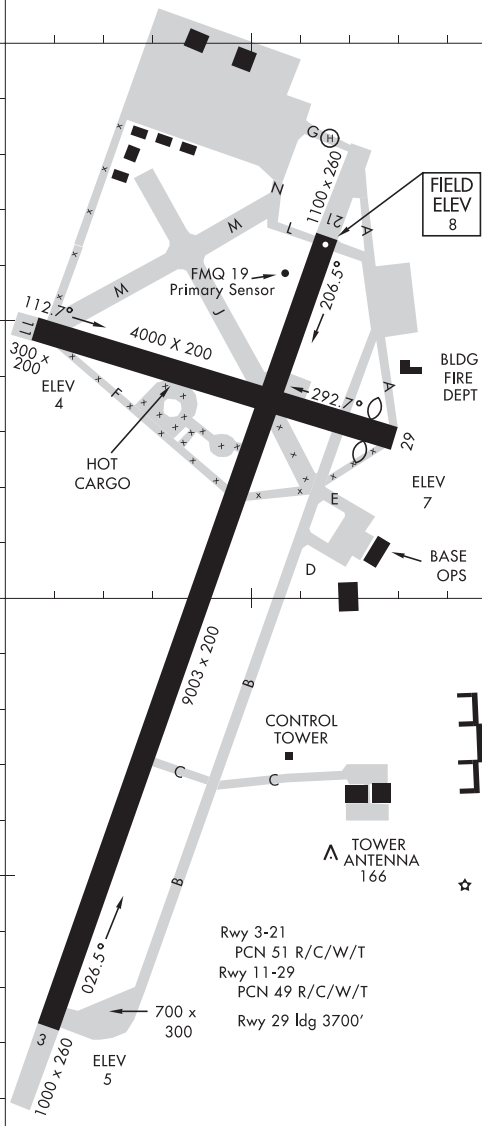 G
H
1100 x 260
FIELD
ELEV
8
N
21
M
L
A
FMQ 19
Primary Sensor
206.5°
M
J
112.7°
11
4000 X 200
300 x
200
ELEV
4
F
292.7°
A
BLDG
FIRE
DEPT
29
HOT
CARGO
ELEV
7
E
BASE
OPS
D
9003 x 200
B
CONTROL
TOWER
C
C
TOWER
ANTENNA
166
B
Rwy 3-21
PCN 51 R/C/W/T
Rwy 11-29
PCN 49 R/C/W/T
Rwy 29 ldg 3700'
026.5°
700 x
300
3
ELEV
5
1000 x 260